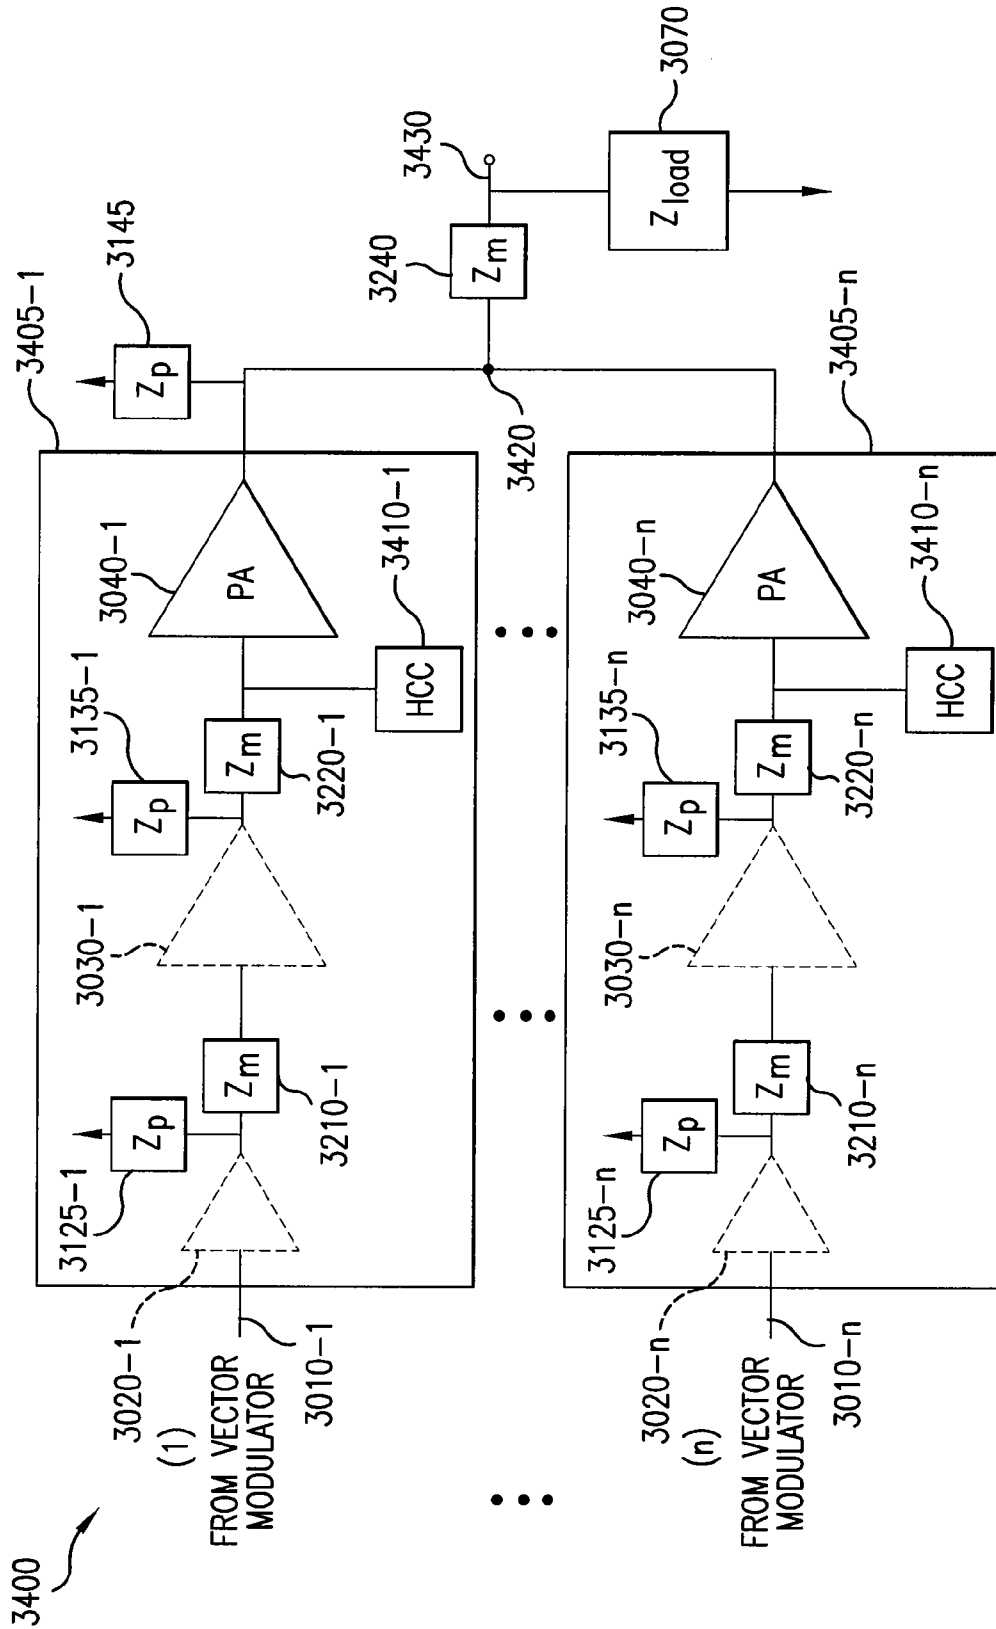 3400
3405-1
3145
Zp
3040-1
3135-1
Zp
3030-1
3125-1
Zp
3020-1
(1)
FROM VECTOR
MODULATOR
3010-1
Zm
3210-1
Zm
3220-1
PA
HCC
3410-1
3420
3240
Zm
3430
3070
Zload
3405-n
3040-n
3135-n
Zp
3030-n
3125-n
Zp
3020-n
(n)
FROM VECTOR
MODULATOR
3010-n
Zm
3210-n
Zm
3220-n
PA
HCC
3410-n